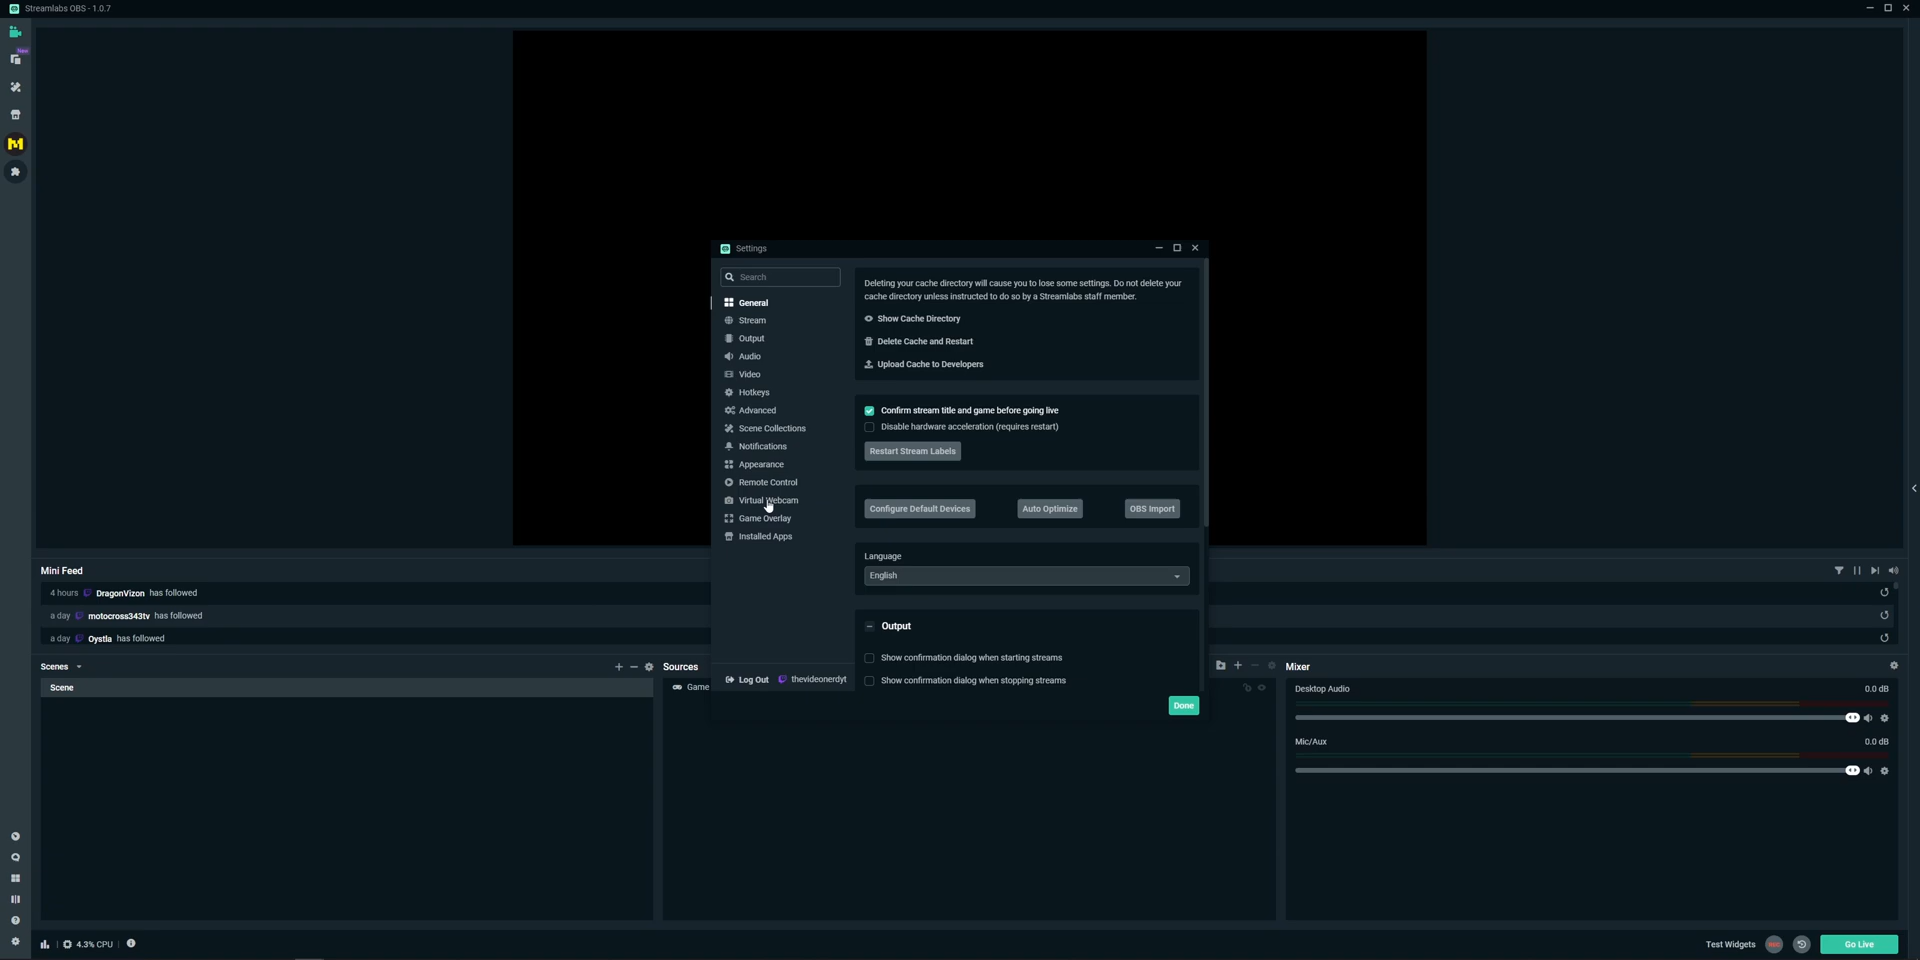 Streamlabs OBS - 1.0.7
New
Settings
Search
General
Stream
Output
Audio
Video
Hotkeys
Advanced
Scene Collections
Notifications
Appearance
Remote Control
Virtual Webcam
Game Overlay
Installed Apps
Log Out thevideonerdyt
Deleting your cache directory will cause you to lose some settings. Do not delete your
cache directory unless instructed to do so by a Streamlabs staff member.
Show Cache Directory
Delete Cache and Restart
Upload Cache to Developers
Confirm stream title and game before going live
Disable hardware acceleration (requires restart)
Restart Stream Labels
Configure Default Devices Auto Optimize OBS Import
Language
English
Output
Show confirmation dialog when starting streams
Show confirmation dialog when stopping streams
Done
Mini Feed
4 hours DragonVizon has followed
a day motocross343tv has followed
a day Oystla has followed
Scenes
Scene
Sources
Game
Mixer
Desktop Audio 0.0 dB
Mic/Aux 0.0 dB
4.3% CPU
Test Widgets REC Go Live